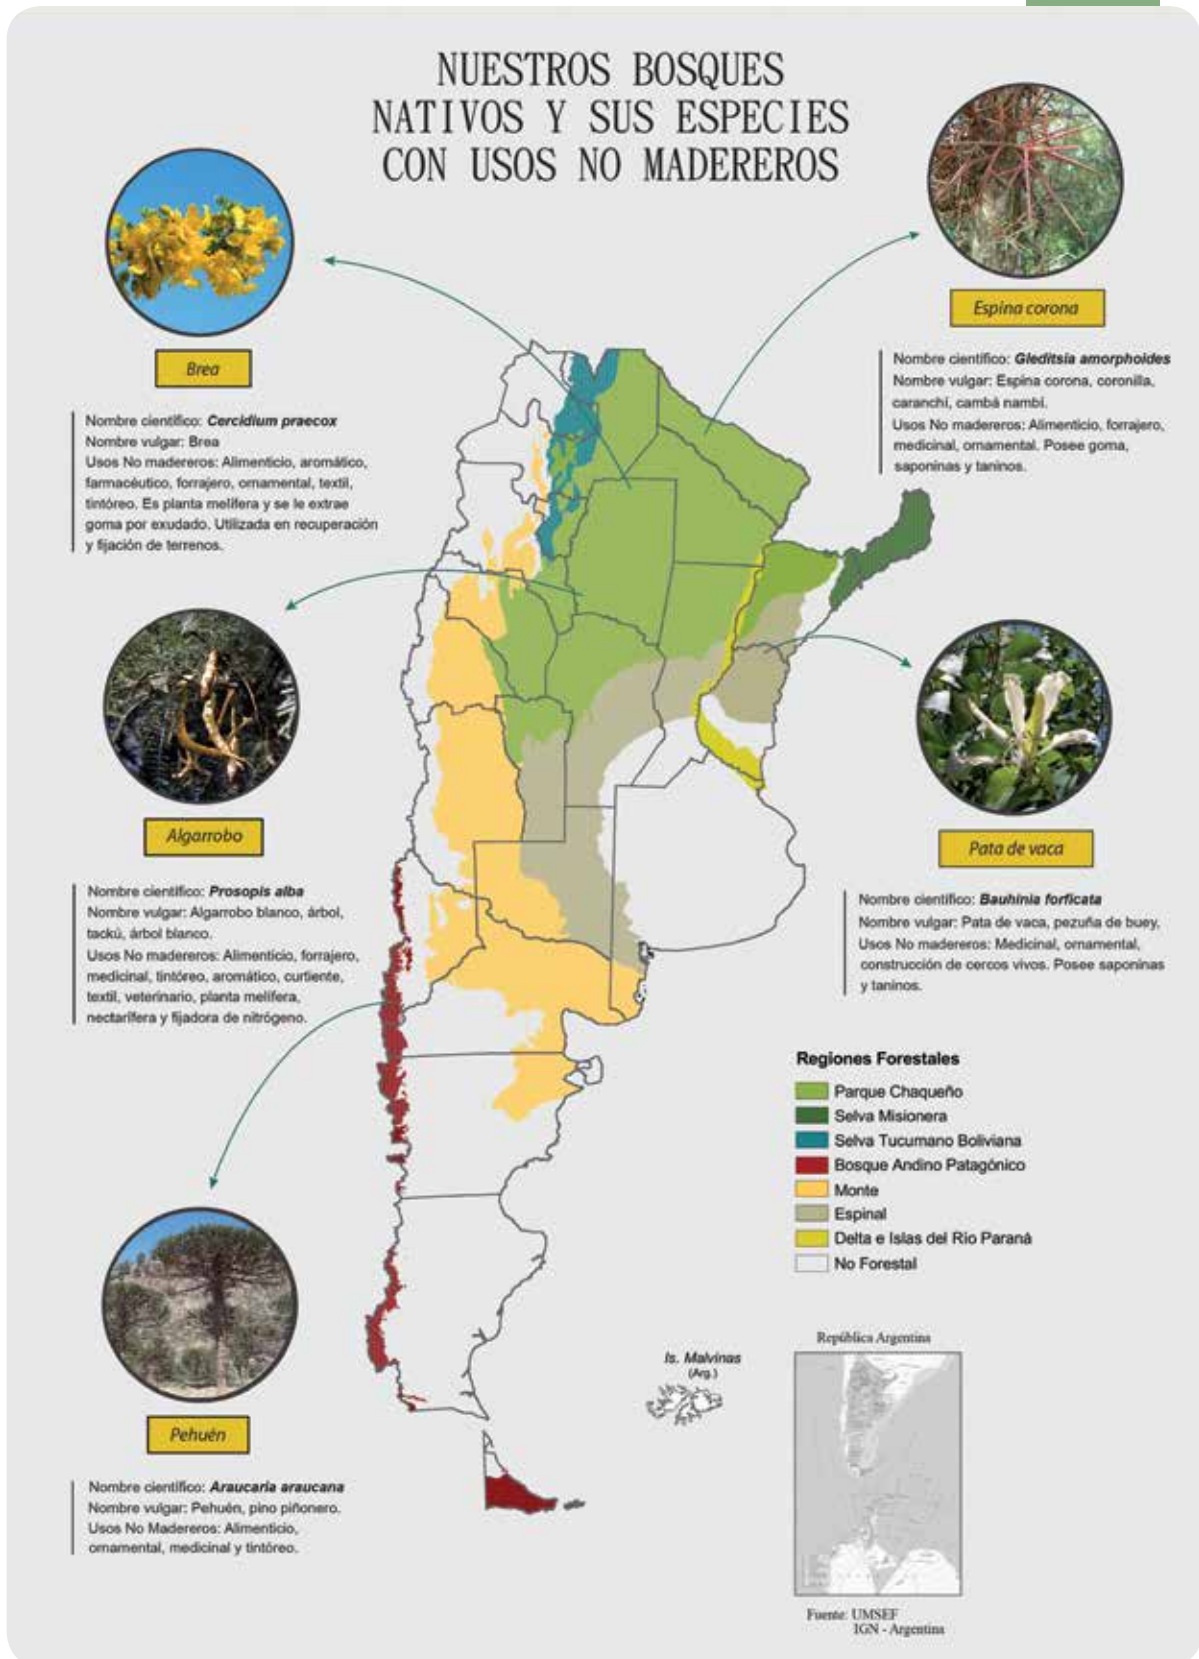 NUESTROS BOSQUES
NATIVOS Y SUS ESPECIES
CON USOS NO MADEREROS
Brea
Nombre científico: Cercidium praecox
Nombre vulgar: Brea
Usos No madereros: Alimenticio, aromático,
farmacéutico, forrajero, ornamental, textil,
tintóreo. Es planta melífera y se le extrae
goma por exudado. Utilizada en recuperación
y fijación de terrenos.
Espina corona
Nombre científico: Gleditsia amorphoides
Nombre vulgar: Espina corona, coronilla,
caranchi, cambá nambí.
Usos No madereros: Alimenticio, forrajero,
medicinal, ornamental. Posee goma,
saponinas y taninos.
Algarrobo
Nombre científico: Prosopis alba
Nombre vulgar: Algarrobo blanco, árbol,
tackú, árbol blanco.
Usos No madereros: Alimenticio, forrajero,
medicinal, tintóreo, aromático, curtiente,
textil, veterinario, planta melífera,
nectarífera y fijadora de nitrógeno.
Pata de vaca
Nombre científico: Bauhinia forficata
Nombre vulgar: Pata de vaca, pezuña de buey.
Usos No madereros: Medicinal, ornamental,
construcción de cercos vivos. Posee saponinas
y taninos.
Pehuén
Nombre científico: Araucaria araucana
Nombre vulgar: Pehuén, pino piñonero.
Usos No Madereros: Alimenticio,
ornamental, medicinal y tintóreo.
Regiones Forestales
Parque Chaqueño
Selva Misionera
Selva Tucumano Boliviana
Bosque Andino Patagónico
Monte
Espinal
Delta e Islas del Río Paraná
No Forestal
Is. Malvinas
(Arg.)
República Argentina
Fuente: UMSEF
IGN - Argentina